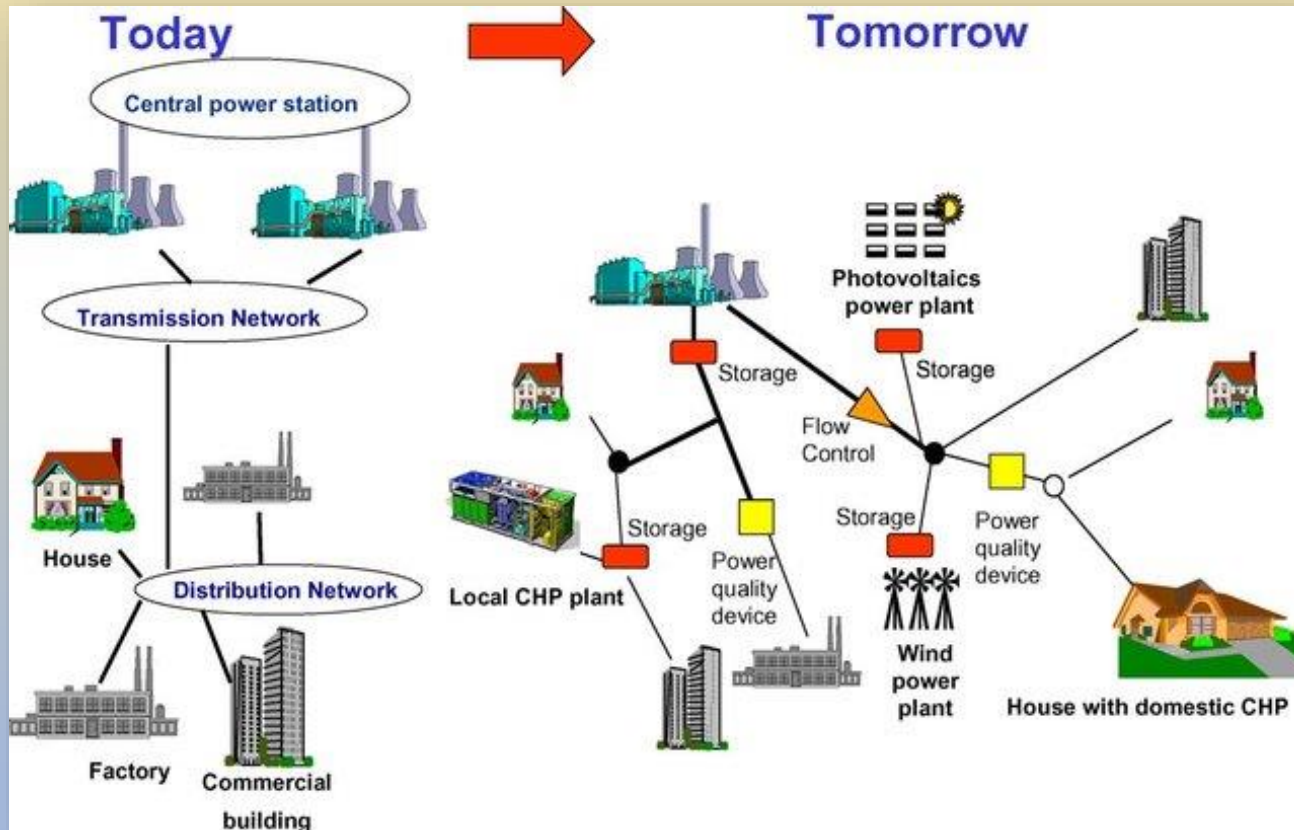 Today
Tomorrow
Central power station
Transmission Network
House
Distribution Network
Factory
Commercial
building
Photovoltaics
power plant
Storage
Storage
Flow
Control
Storage
Storage
Local CHP plant
Power
quality
device
Power
quality
device
Wind
power
plant
House with domestic CHP